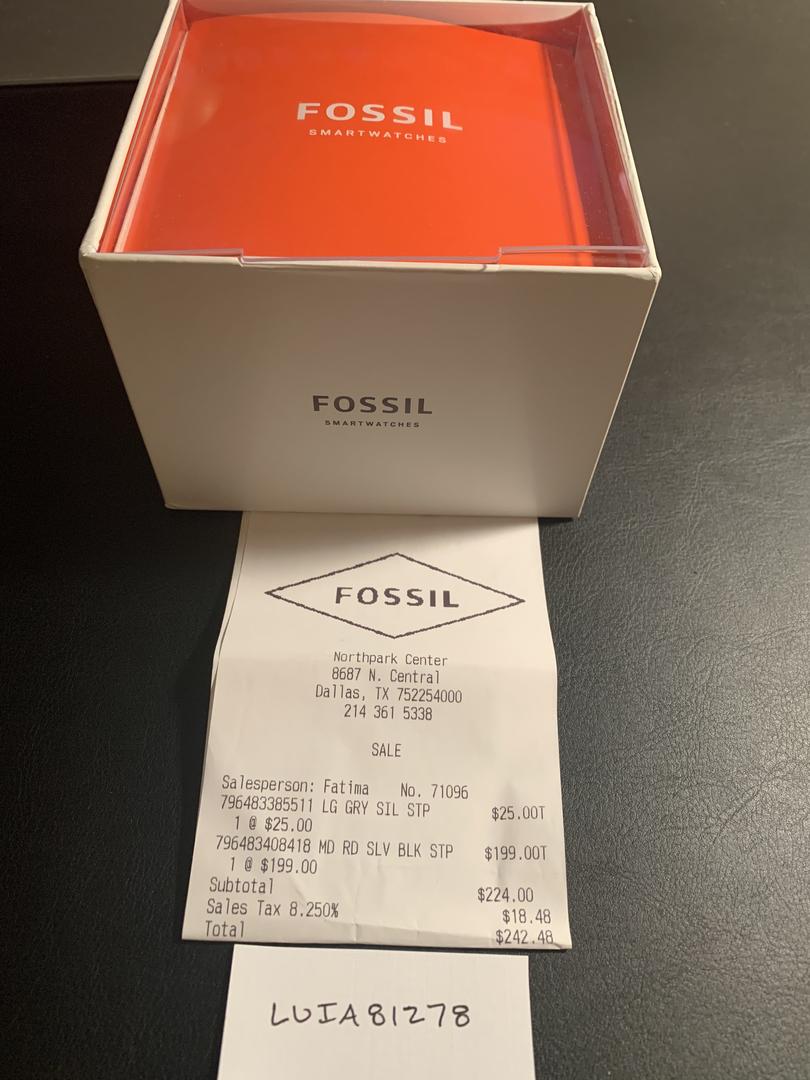 FOSSIL
SMARTWATCHES
FOSSIL
SMARTWATCHES
FOSSIL
Northpark Center
8687 N. Central
Dallas, TX 752254000
214 361 5338
SALE
Salesperson: Fatima No. 71096
796483385511 LG GRY SIL STP $25.00T
1 @ $25.00
796483408418 MD RD SLV BLK STP $199.00T
1 @ $199.00
Subtotal $224.00
Sales Tax 8.250% $18.48
Total $242.48
LUIA81278